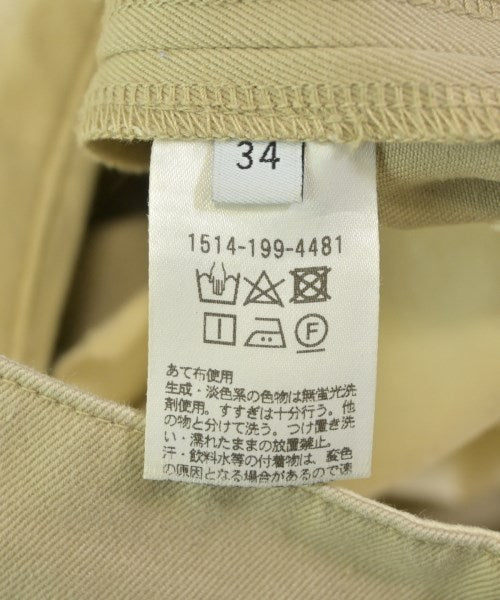 34
1514-199-4481
F
あて布使用
生成・淡色系の色物は無蛍光洗
剤使用。すすぎは十分行う。他
の物と分けて洗う。つけ置き洗
い・濡れたままの放置禁止。
汗・飲料水等の付着物は、変色
の原因となる場合があるので速